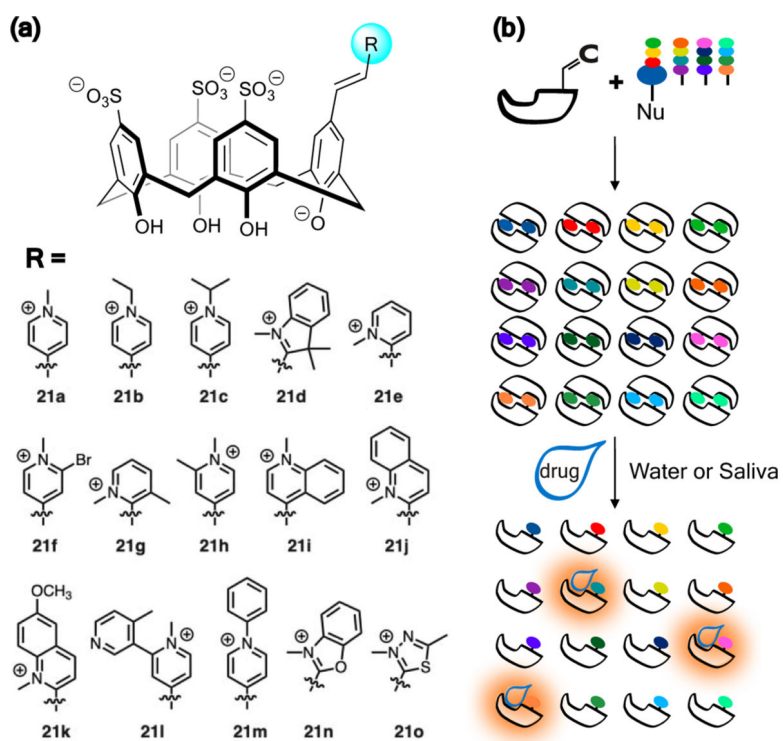 (a)
R
SO3⊖
SO3⊖
SO3⊖
OH
OH
OH
⊖O
R =
⊕ N
21a
⊕ N
21b
⊕ N
21c
⊕ N
21d
⊕ N
21e
⊕ N Br
21f
⊕ N
21g
N ⊕
21h
⊕ N
21i
⊕ N
21j
OCH3
⊕ N
21k
N N ⊕
21l
⊕ N
21m
⊕ N O
21n
⊕ N N S
21o
(b)
C
+
Nu
drug
Water or Saliva